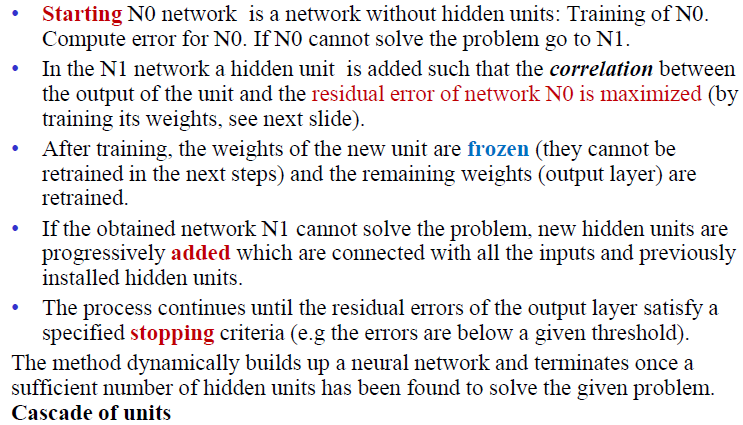 • Starting N0 network is a network without hidden units: Training of N0.
Compute error for N0. If N0 cannot solve the problem go to N1.
• In the N1 network a hidden unit is added such that the correlation between
the output of the unit and the residual error of network N0 is maximized (by
training its weights, see next slide).
• After training, the weights of the new unit are frozen (they cannot be
retrained in the next steps) and the remaining weights (output layer) are
retrained.
• If the obtained network N1 cannot solve the problem, new hidden units are
progressively added which are connected with all the inputs and previously
installed hidden units.
• The process continues until the residual errors of the output layer satisfy a
specified stopping criteria (e.g the errors are below a given threshold).
The method dynamically builds up a neural network and terminates once a
sufficient number of hidden units has been found to solve the given problem.
Cascade of units